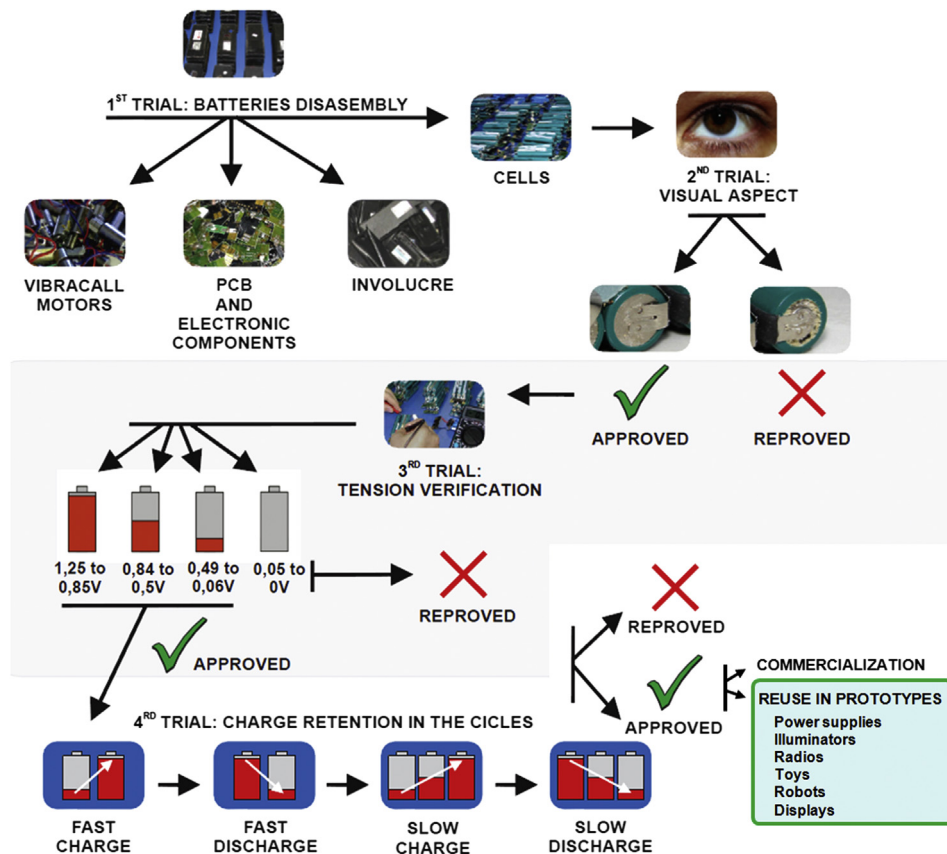 1ST TRIAL: BATTERIES DISASSEMBLY
CELLS
2ND TRIAL:
VISUAL ASPECT
VIBRACALL
MOTORS
PCB
AND
ELECTRONIC
COMPONENTS
INVOLUCRE
APPROVED
REPROVED
3RD TRIAL:
TENSION VERIFICATION
1,25 to
0,85V
0,84 to
0,5V
0,49 to
0,06V
0,05 to
0V
REPROVED
APPROVED
REPROVED
APPROVED
COMMERCIALIZATION
REUSE IN PROTOTYPES
Power supplies
Illuminators
Radios
Toys
Robots
Displays
4RD TRIAL: CHARGE RETENTION IN THE CICLES
FAST
CHARGE
FAST
DISCHARGE
SLOW
CHARGE
SLOW
DISCHARGE